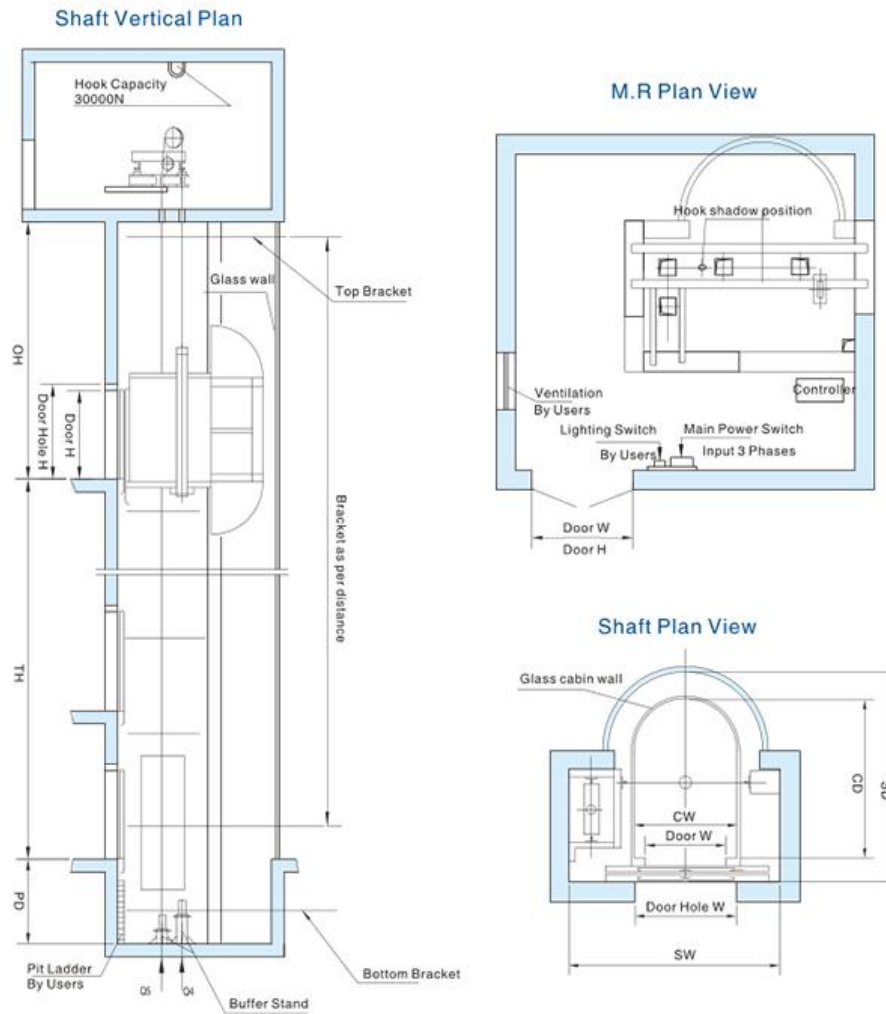 Shaft Vertical Plan
Hook Capacity
30000N
Glass wall
Top Bracket
OH
Door Hole H
Door H
Bracket as per distance
TH
PD
Pit Ladder
By Users
Q5
Q4
Buffer Stand
Bottom Bracket
M.R Plan View
Hook shadow position
Ventilation
By Users
Controller
Lighting Switch
By Users
Main Power Switch
Input 3 Phases
Door W
Door H
Shaft Plan View
Glass cabin wall
CW
Door W
Door Hole W
SW
CD
SD